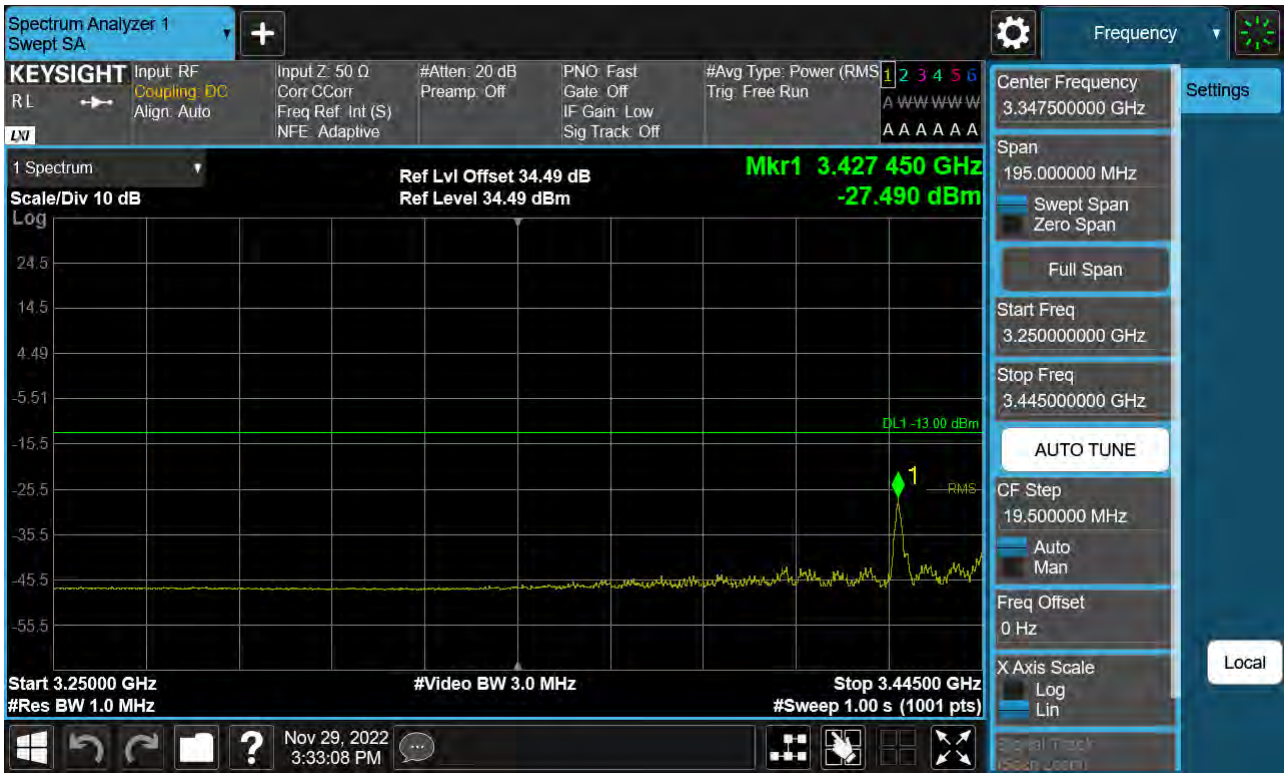 Spectrum Analyzer 1
Swept SA
+
Frequency
KEYSIGHT
RL
LXI
Input: RF
Coupling: DC
Align: Auto
Input Z: 50 Ω
Corr CCorr
Freq Ref: Int (S)
NFE: Adaptive
#Atten: 20 dB
Preamp: Off
PNO: Fast
Gate: Off
IF Gain: Low
Sig Track: Off
#Avg Type: Power (RMS
Trig: Free Run
1 2 3 4 5 6
A W W W W W
A A A A A A
1 Spectrum
Scale/Div 10 dB
Log
Ref Lvl Offset 34.49 dB
Ref Level 34.49 dBm
Mkr1 3.427 450 GHz
-27.490 dBm
24.5
14.5
4.49
-5.51
-15.5
-25.5
-35.5
-45.5
-55.5
DL1 -13.00 dBm
1
RMS
Start 3.25000 GHz
#Res BW 1.0 MHz
#Video BW 3.0 MHz
Stop 3.44500 GHz
#Sweep 1.00 s (1001 pts)
Center Frequency
3.347500000 GHz
Span
195.000000 MHz
Swept Span
Zero Span
Full Span
Start Freq
3.250000000 GHz
Stop Freq
3.445000000 GHz
AUTO TUNE
CF Step
19.500000 MHz
Auto
Man
Freq Offset
0 Hz
X Axis Scale
Log
Lin
Signal Track
(Span Zoom)
Settings
Local
?
Nov 29, 2022
3:33:08 PM